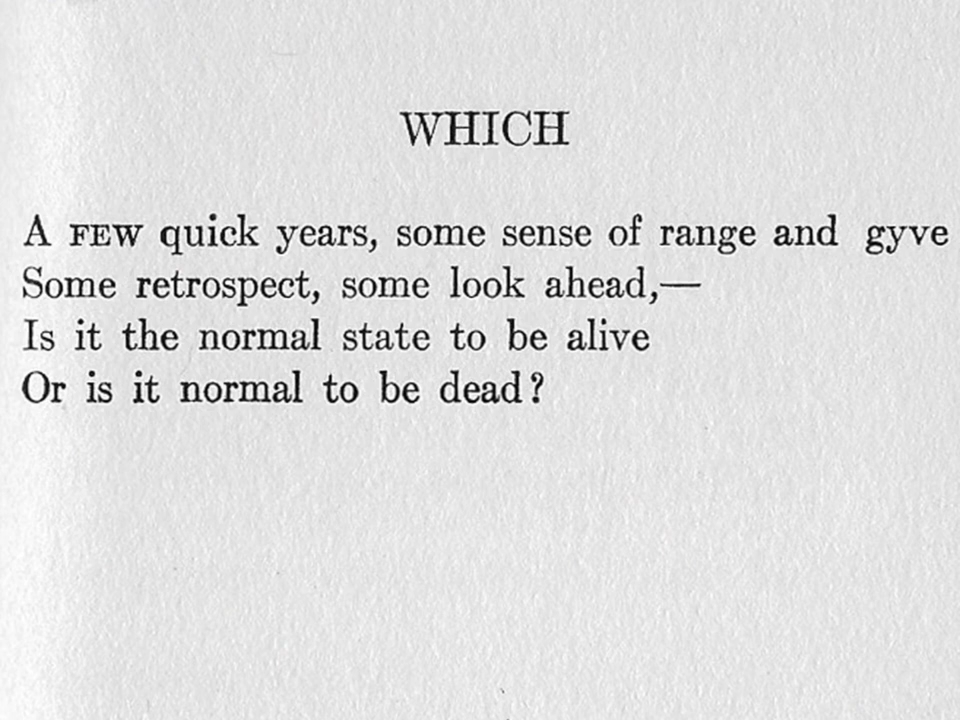 WHICH
A FEW quick years, some sense of range and gyve
Some retrospect, some look ahead,—
Is it the normal state to be alive
Or is it normal to be dead?